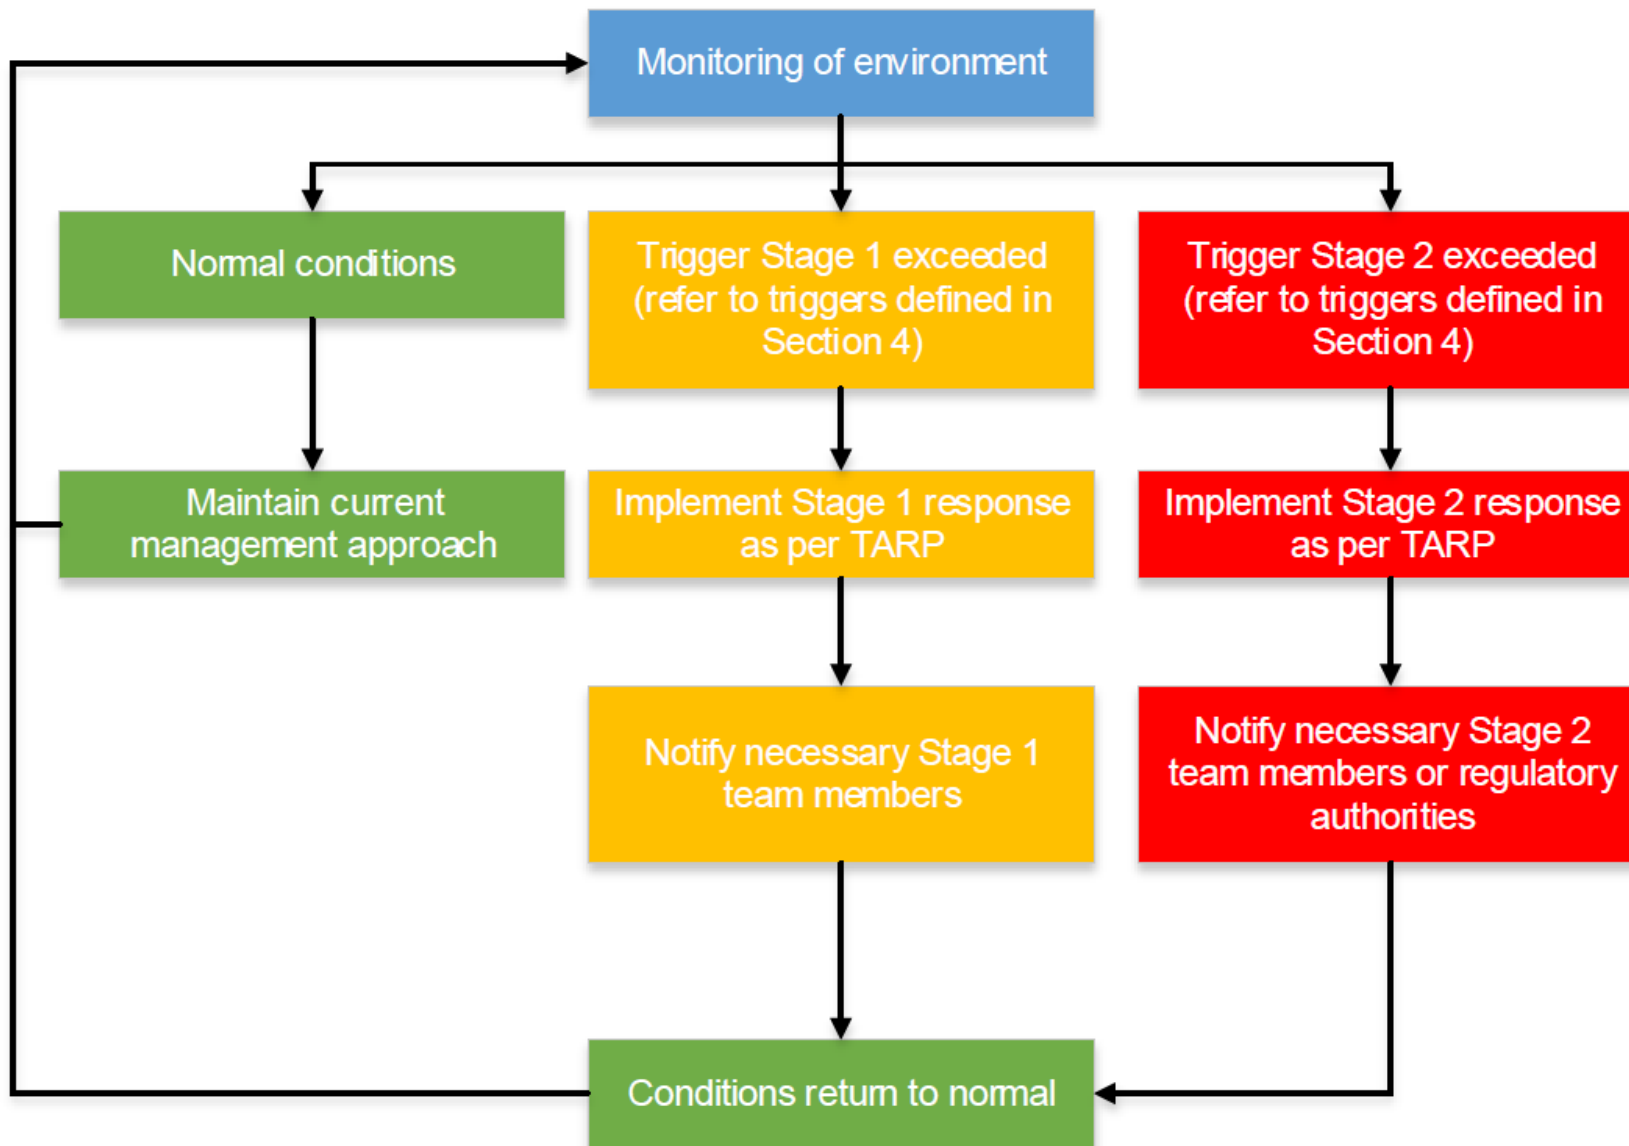 Monitoring of environment
Normal conditions
Trigger Stage 1 exceeded
(refer to triggers defined in
Section 4)
Trigger Stage 2 exceeded
(refer to triggers defined in
Section 4)
Maintain current
management approach
Implement Stage 1 response
as per TARP
Implement Stage 2 response
as per TARP
Notify necessary Stage 1
team members
Notify necessary Stage 2
team members or regulatory
authorities
Conditions return to normal